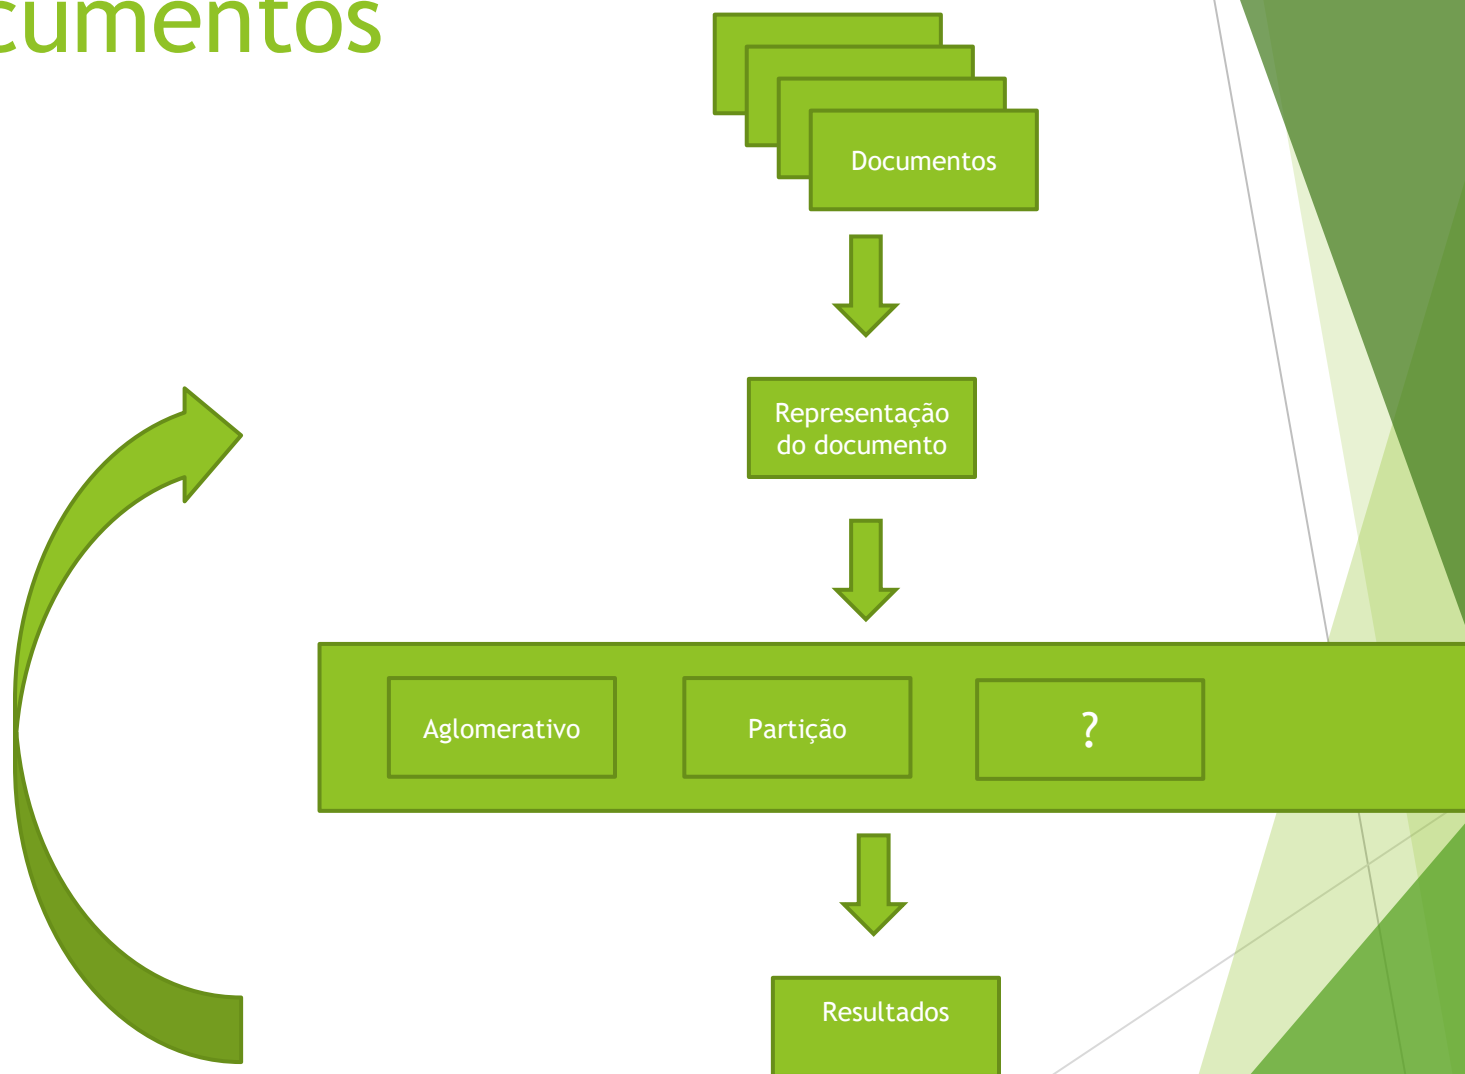 cumentos
Documentos
Representação
do documento
Aglomerativo
Partição
?
Resultados